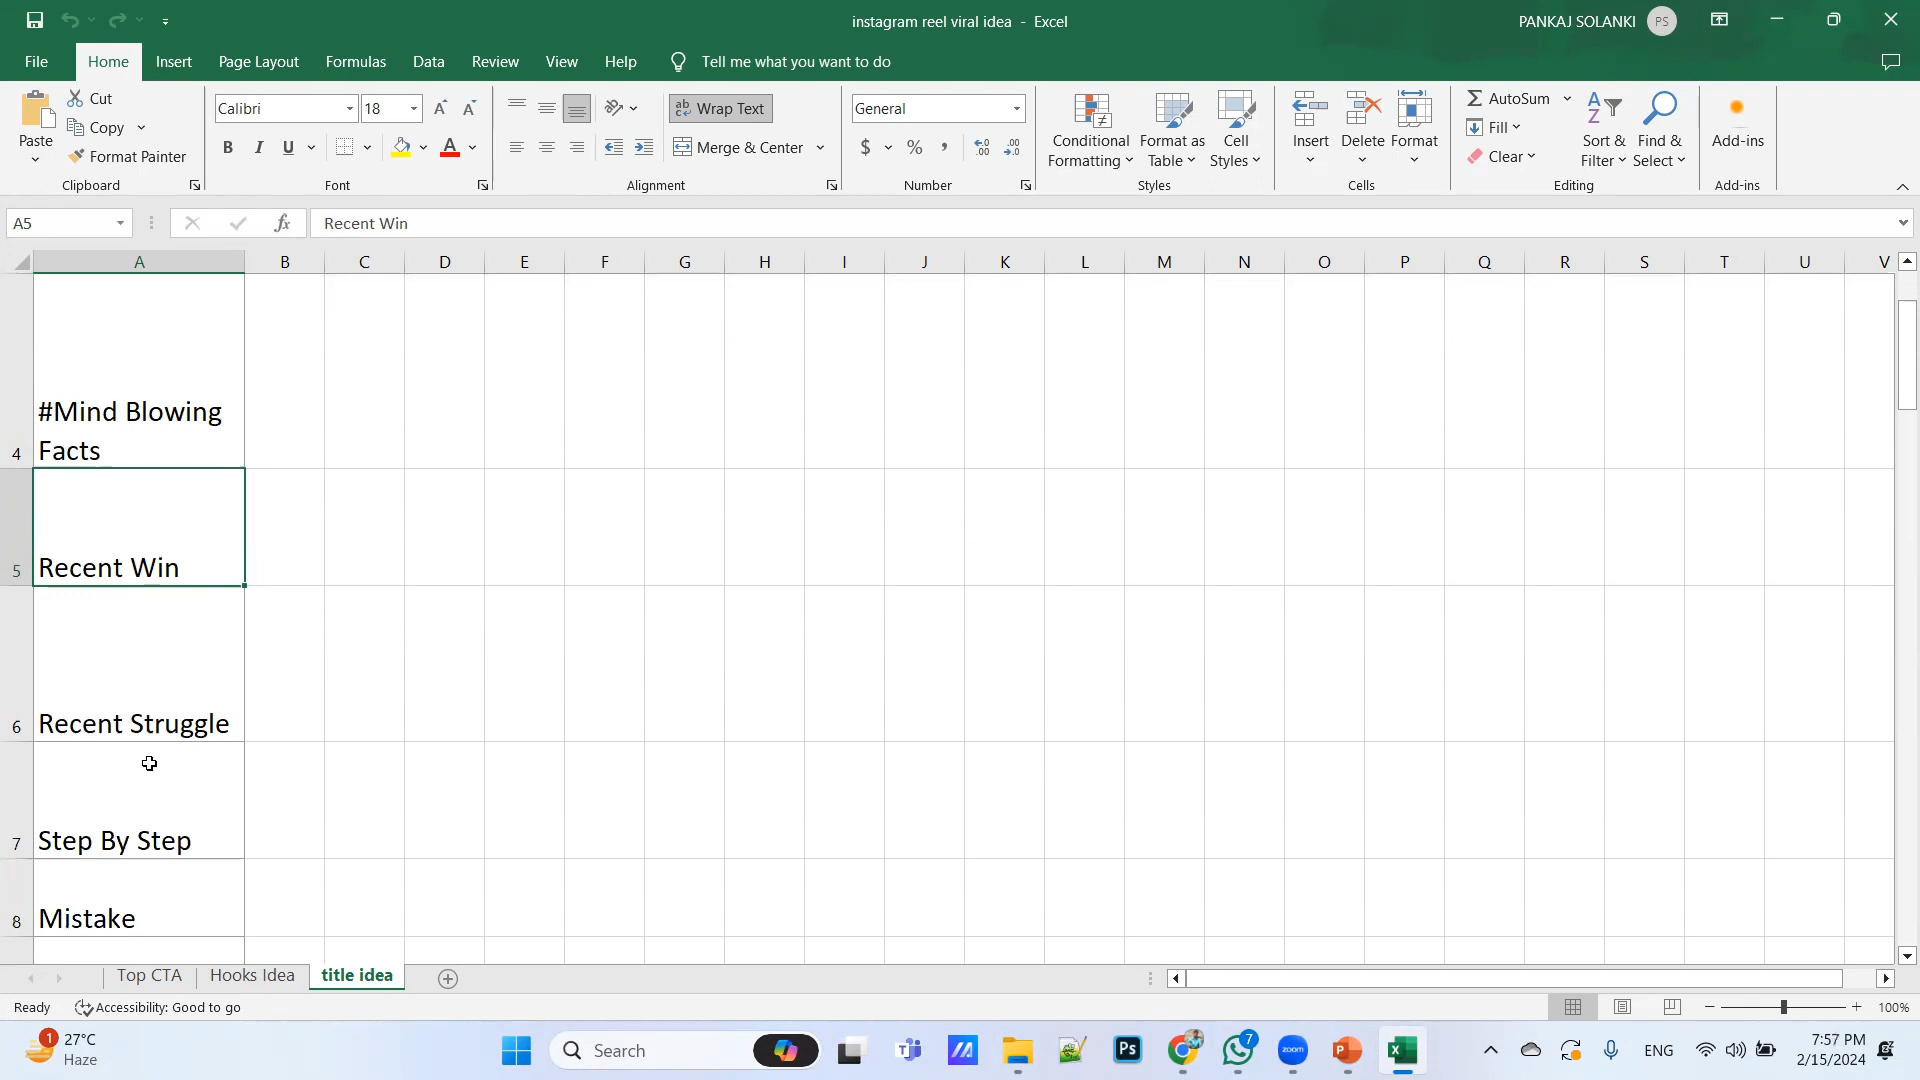 instagram reel viral idea - Excel
PANKAJ SOLANKI
PS
File
Home
Insert
Page Layout
Formulas
Data
Review
View
Help
Tell me what you want to do
Paste
Cut
Copy
Format Painter
Clipboard
Calibri
18
B
I
U
Font
Wrap Text
Merge & Center
Alignment
General
$
%
Number
Conditional
Formatting
Format as
Table
Cell
Styles
Styles
Insert
Delete
Format
Cells
AutoSum
Fill
Clear
Sort &
Filter
Find &
Select
Editing
Add-ins
Add-ins
A5
fx
Recent Win
A B C D E F G H I J K L M N O P Q R S T U V
4
#Mind Blowing
Facts
5
Recent Win
6
Recent Struggle
7
Step By Step
8
Mistake
Top CTA
Hooks Idea
title idea
Ready
Accessibility: Good to go
100%
1
27°C
Haze
Search
Ps
7
zoom
ENG
7:57 PM
2/15/2024